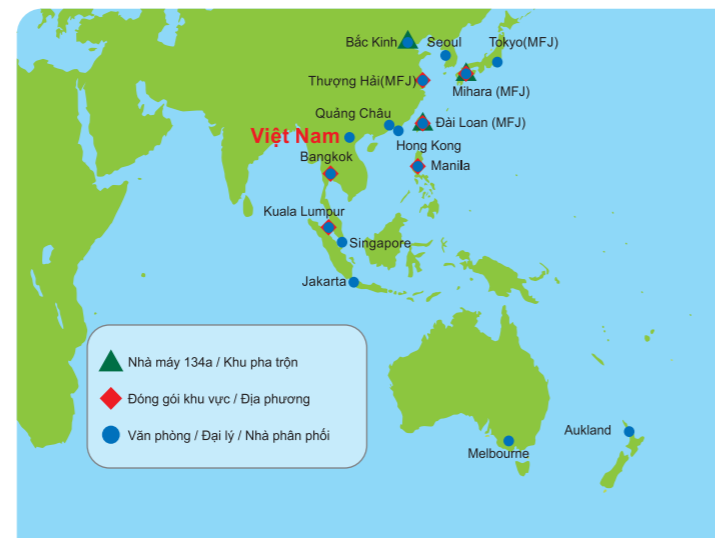 Bắc Kinh
Seoul
Tokyo(MFJ)
Thượng Hải(MFJ)
Mihara (MFJ)
Quảng Châu
Đài Loan (MFJ)
Việt Nam
Hong Kong
Bangkok
Manila
Kuala Lumpur
Singapore
Jakarta
Nhà máy 134a / Khu pha trộn
Đóng gói khu vực / Địa phương
Văn phòng / Đại lý / Nhà phân phối
Aukland
Melbourne